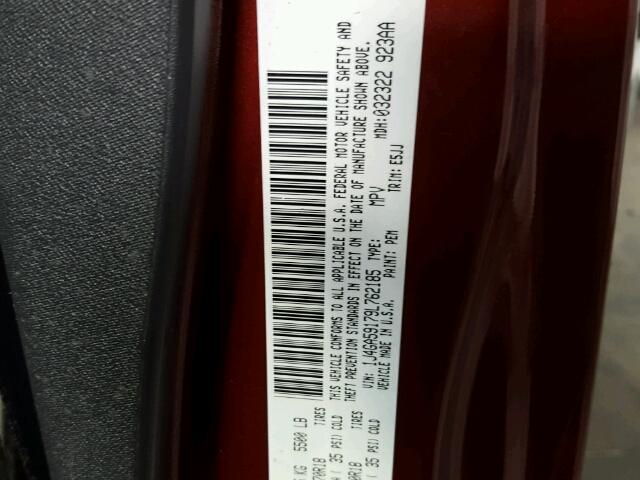 5500 LB
TIRES
35 PSI) COLD
TIRES
( 35 PSI) COLD
THIS VEHICLE CONFORMS TO ALL APPLICABLE U.S.A. FEDERAL MOTOR VEHICLE SAFETY AND
THEFT PREVENTION STANDARDS IN EFFECT ON THE DATE OF MANUFACTURE SHOWN ABOVE.
VIN: 1J4GA59179L762185 TYPE: MPV MDH:032322 923AA
VEHICLE MADE IN U.S.A. PAINT: PEM TRIM: E5JJ